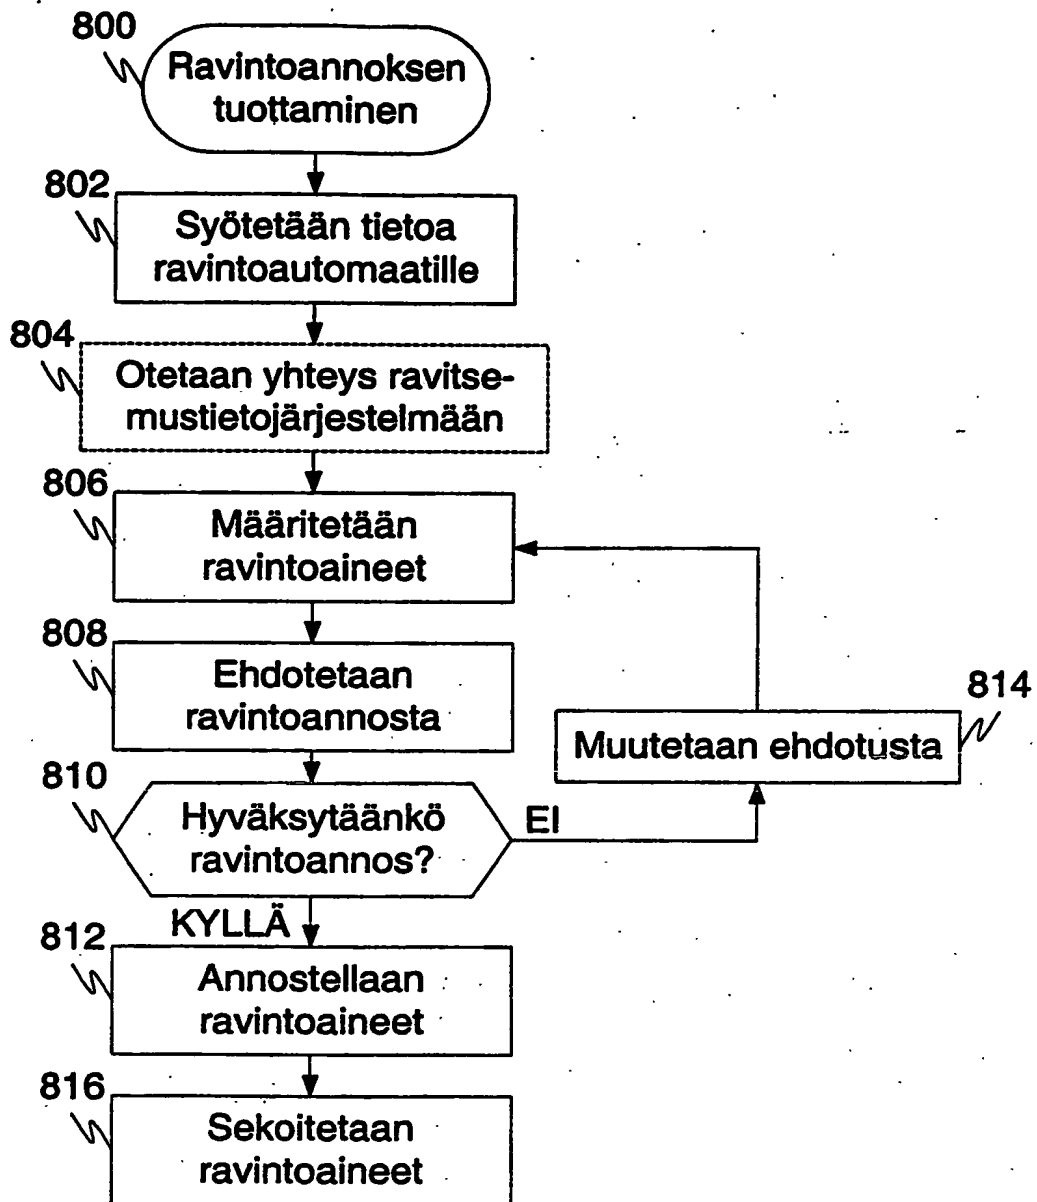 800
Ravintoannoksen
tuottaminen
802
Syötetään tietoa
ravintoautomaatille
804
Otetaan yhteys ravitse-
mustietojärjestelmään
806
Määritetään
ravintoaineet
808
Ehdotetaan
ravintoannosta
814
Muutetaan ehdotusta
810
Hyväksytäänkö
ravintoannos?
EI
KYLLÄ
812
Annostellaan
ravintoaineet
816
Sekoitetaan
ravintoaineet